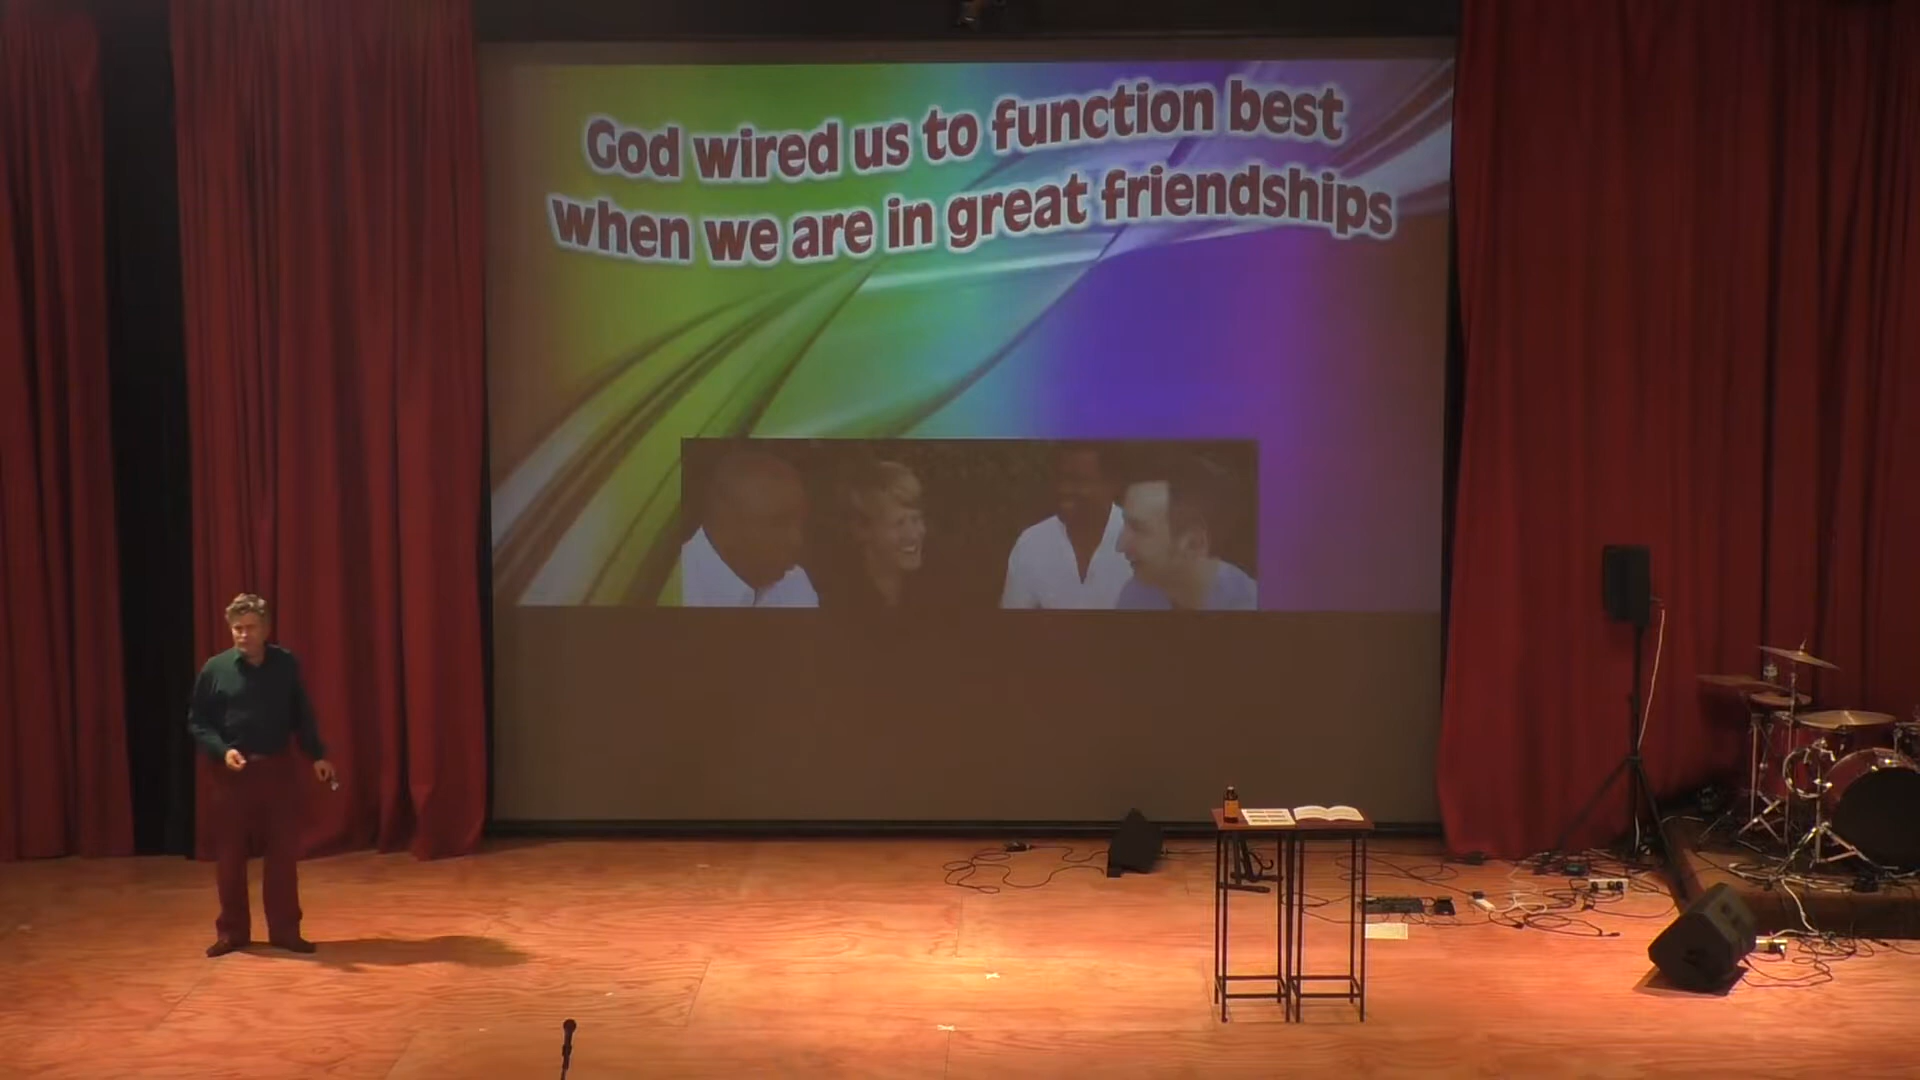 God wired us to function best
when we are in great friendships